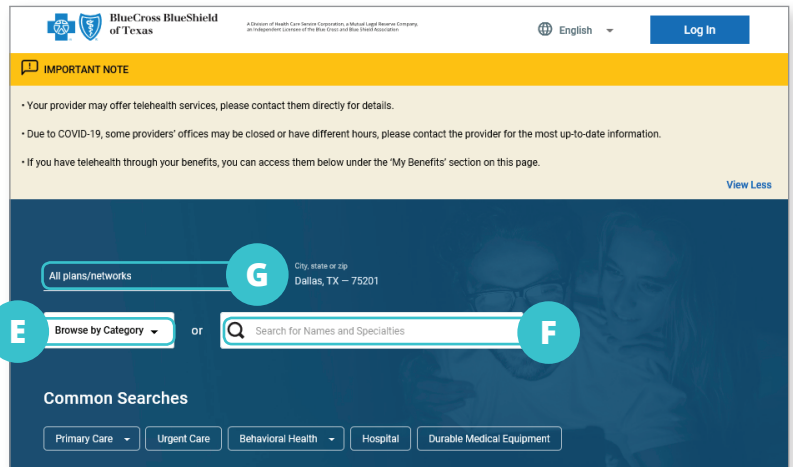 BlueCross BlueShield
of Texas
A Division of Health Care Service Corporation, a Mutual Legal Reserve Company,
an Independent Licensee of the Blue Cross and Blue Shield Association
English
Log In
IMPORTANT NOTE
• Your provider may offer telehealth services, please contact them directly for details.
• Due to COVID-19, some providers' offices may be closed or have different hours, please contact the provider for the most up-to-date information.
• If you have telehealth through your benefits, you can access them below under the 'My Benefits' section on this page.
View Less
All plans/networks
G
City, state or zip
Dallas, TX — 75201
E
Browse by Category
or
Search for Names and Specialties
F
Common Searches
Primary Care
Urgent Care
Behavioral Health
Hospital
Durable Medical Equipment